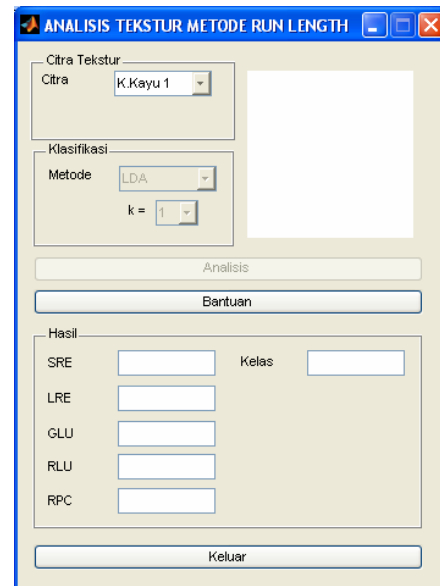 ANALISIS TEKSTUR METODE RUN LENGTH
Citra Tekstur
Citra K.Kayu 1
Klasifikasi
Metode LDA
k = 1
Analisis
Bantuan
Hasil
SRE Kelas
LRE
GLU
RLU
RPC
Keluar